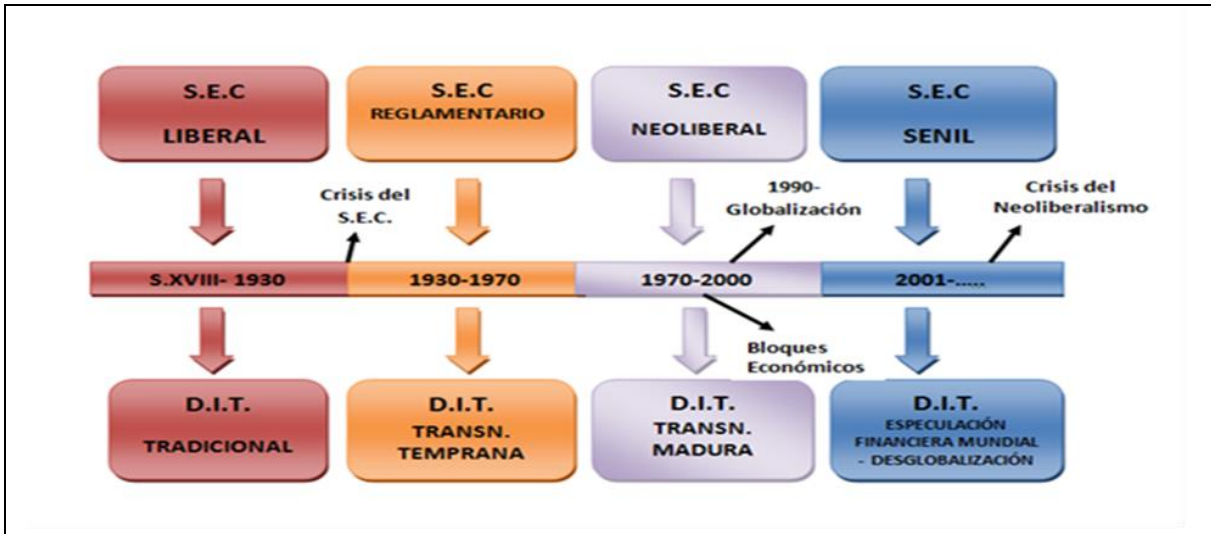 S.E.C
LIBERAL
S.E.C
REGLAMENTARIO
S.E.C
NEOLIBERAL
S.E.C
SENIL
Crisis del
S.E.C.
1990-
Globalización
Crisis del
Neoliberalismo
S.XVIII- 1930
1930-1970
1970-2000
2001-.....
Bloques
Económicos
D.I.T.
TRADICIONAL
D.I.T.
TRANSN.
TEMPRANA
D.I.T.
TRANSN.
MADURA
D.I.T.
ESPECULACIÓN
FINANCIERA MUNDIAL
- DESGLOBALIZACIÓN